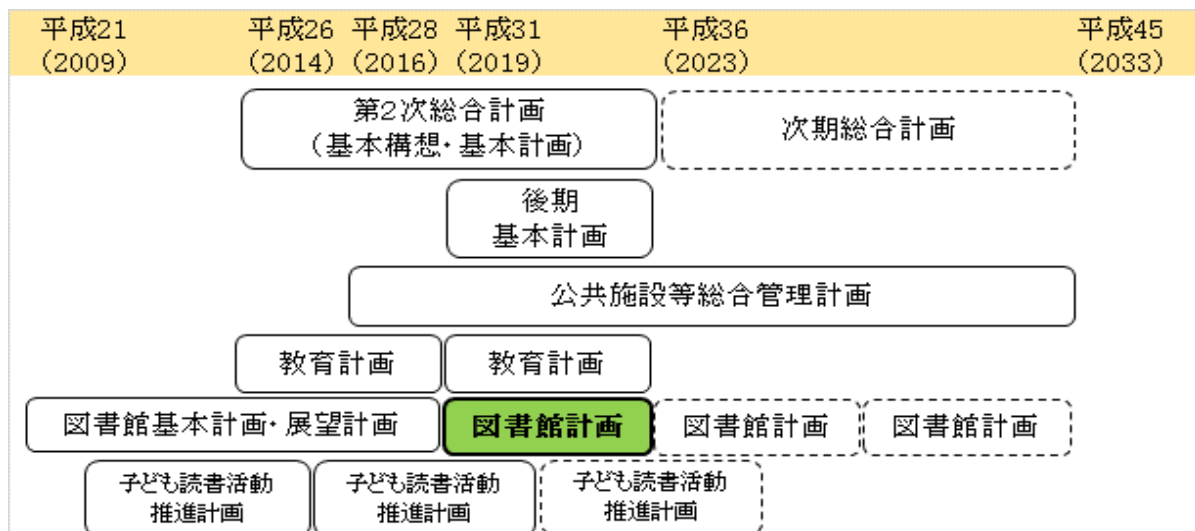 平成21 平成26 平成28 平成31 平成36 平成45
(2009) (2014) (2016) (2019) (2023) (2033)
第2次総合計画
(基本構想・基本計画)
次期総合計画
後期
基本計画
公共施設等総合管理計画
教育計画
教育計画
図書館基本計画・展望計画
図書館計画
図書館計画
図書館計画
子ども読書活動
推進計画
子ども読書活動
推進計画
子ども読書活動
推進計画